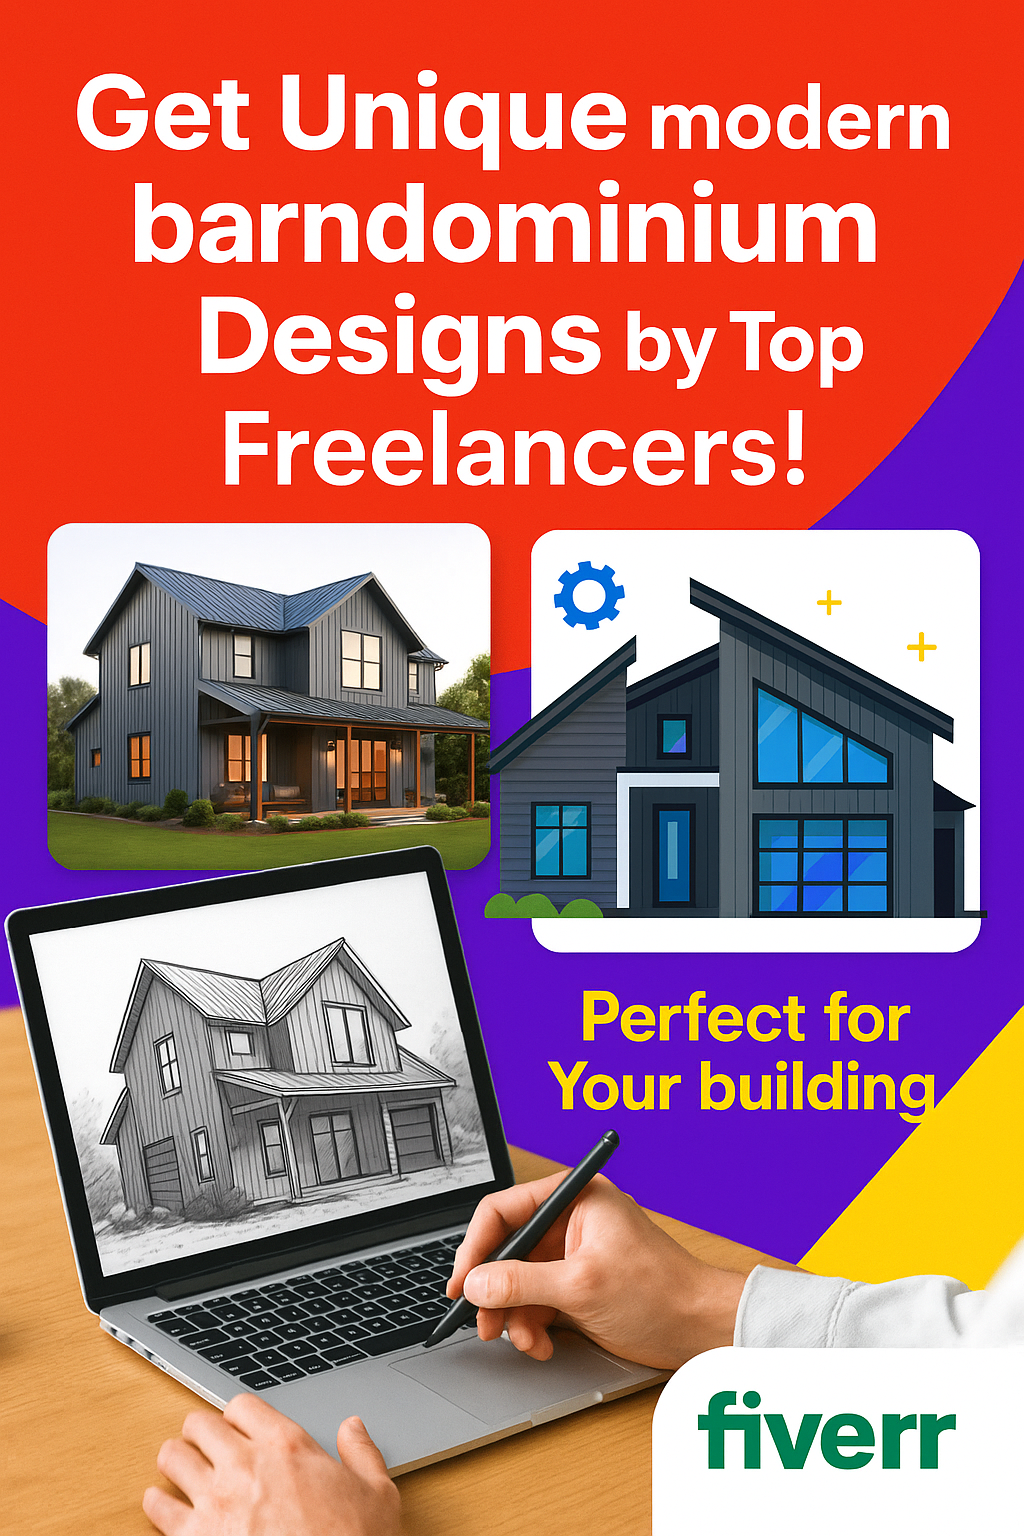 Get Unique modern
barndominium
Designs by Top
Freelancers!
Perfect for
Your building
fiverr